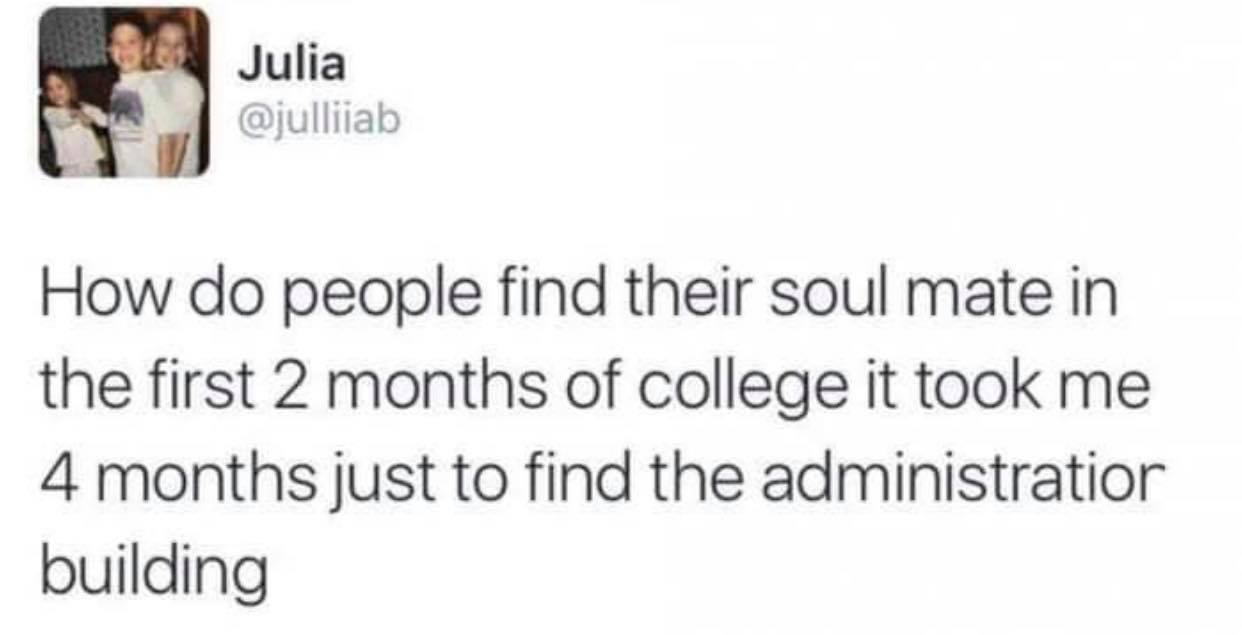 Julia
@julliiab
How do people find their soul mate in
the first 2 months of college it took me
4 months just to find the administration
building